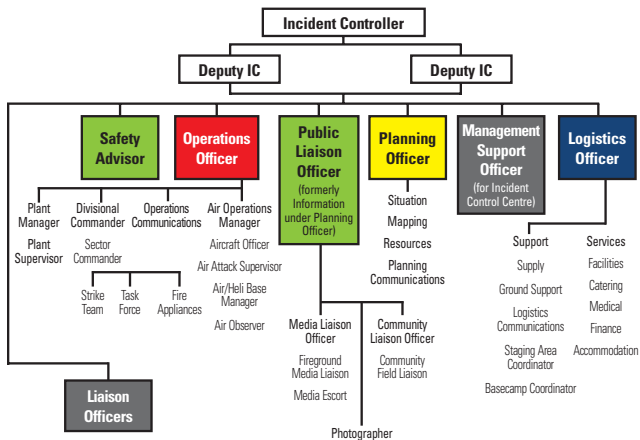 Incident Controller
Deputy IC
Deputy IC
Safety
Advisor
Operations
Officer
Public
Liaison
Officer
(formerly
Information
under Planning
Officer)
Planning
Officer
Management
Support
Officer
(for Incident
Control Centre)
Logistics
Officer
Plant
Manager
Plant
Supervisor
Divisional
Commander
Sector
Commander
Operations
Communications
Air Operations
Manager
Aircraft Officer
Air Attack Supervisor
Air/Heli Base
Manager
Air Observer
Strike
Team
Task
Force
Fire
Appliances
Situation
Mapping
Resources
Planning
Communications
Support
Supply
Ground Support
Logistics
Communications
Staging Area
Coordinator
Basecamp Coordinator
Services
Facilities
Catering
Medical
Finance
Accommodation
Media Liaison
Officer
Fireground
Media Liaison
Media Escort
Community
Liaison Officer
Community
Field Liaison
Photographer
Liaison
Officers